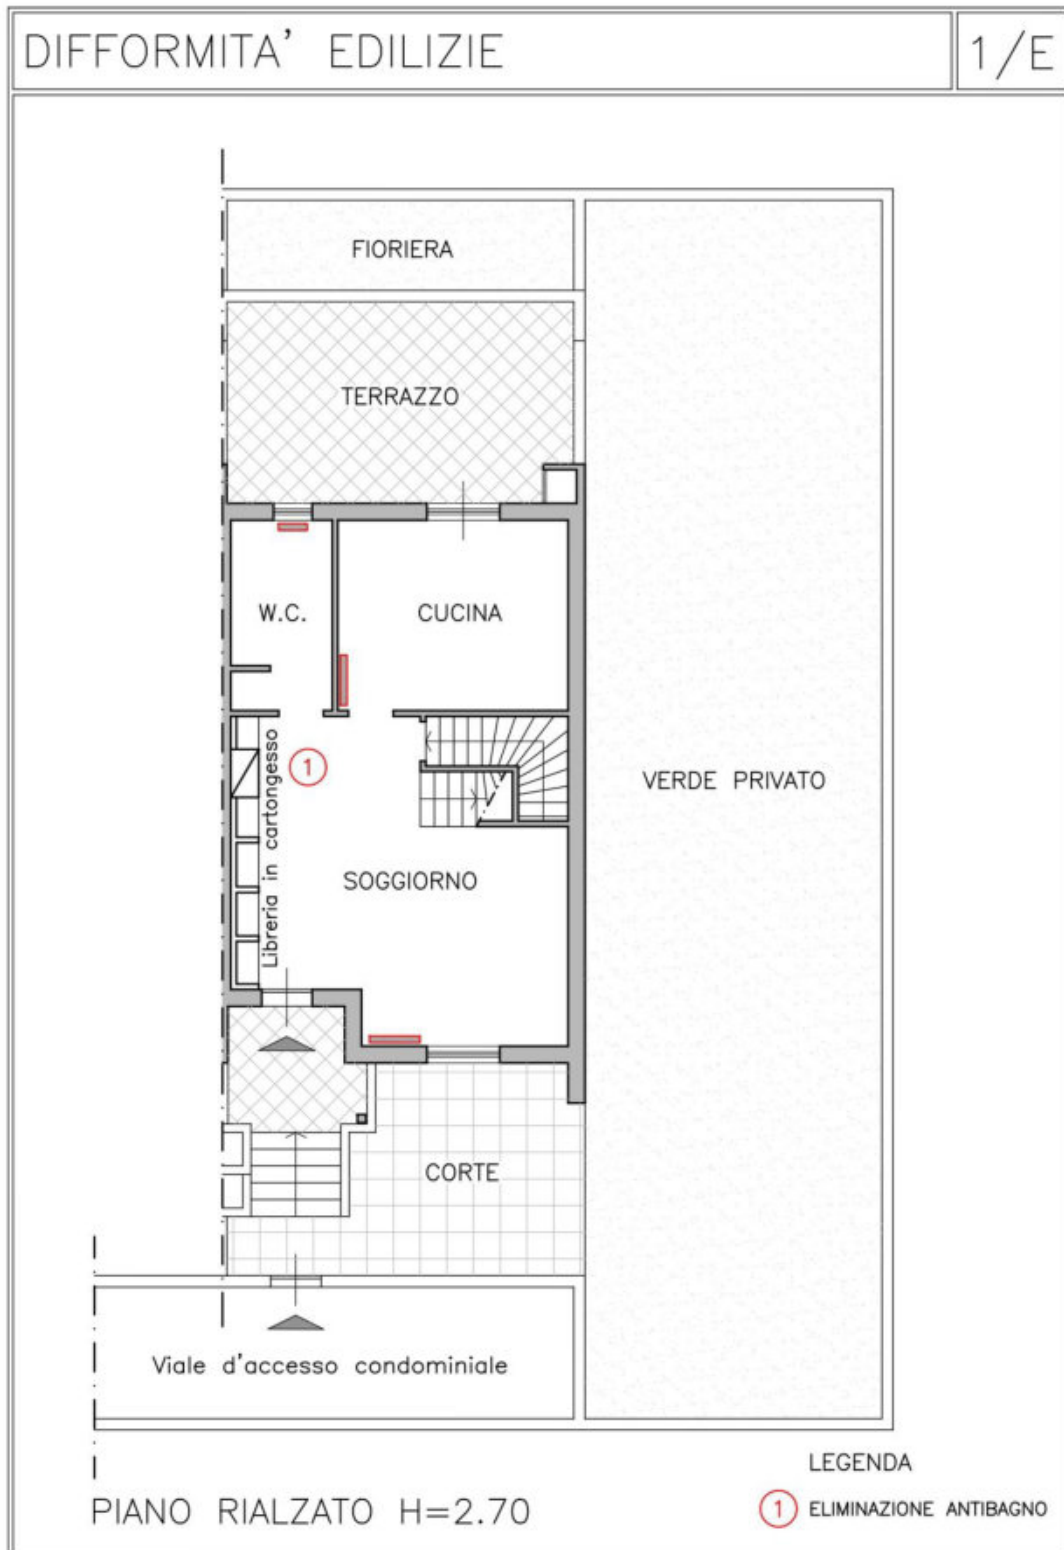 DIFFORMITA' EDILIZIE
1/E
FIORIERA
TERRAZZO
W.C.
CUCINA
1
Libreria in cartongesso
VERDE PRIVATO
SOGGIORNO
CORTE
Viale d'accesso condominiale
LEGENDA
PIANO RIALZATO H=2.70
1 ELIMINAZIONE ANTIBAGNO